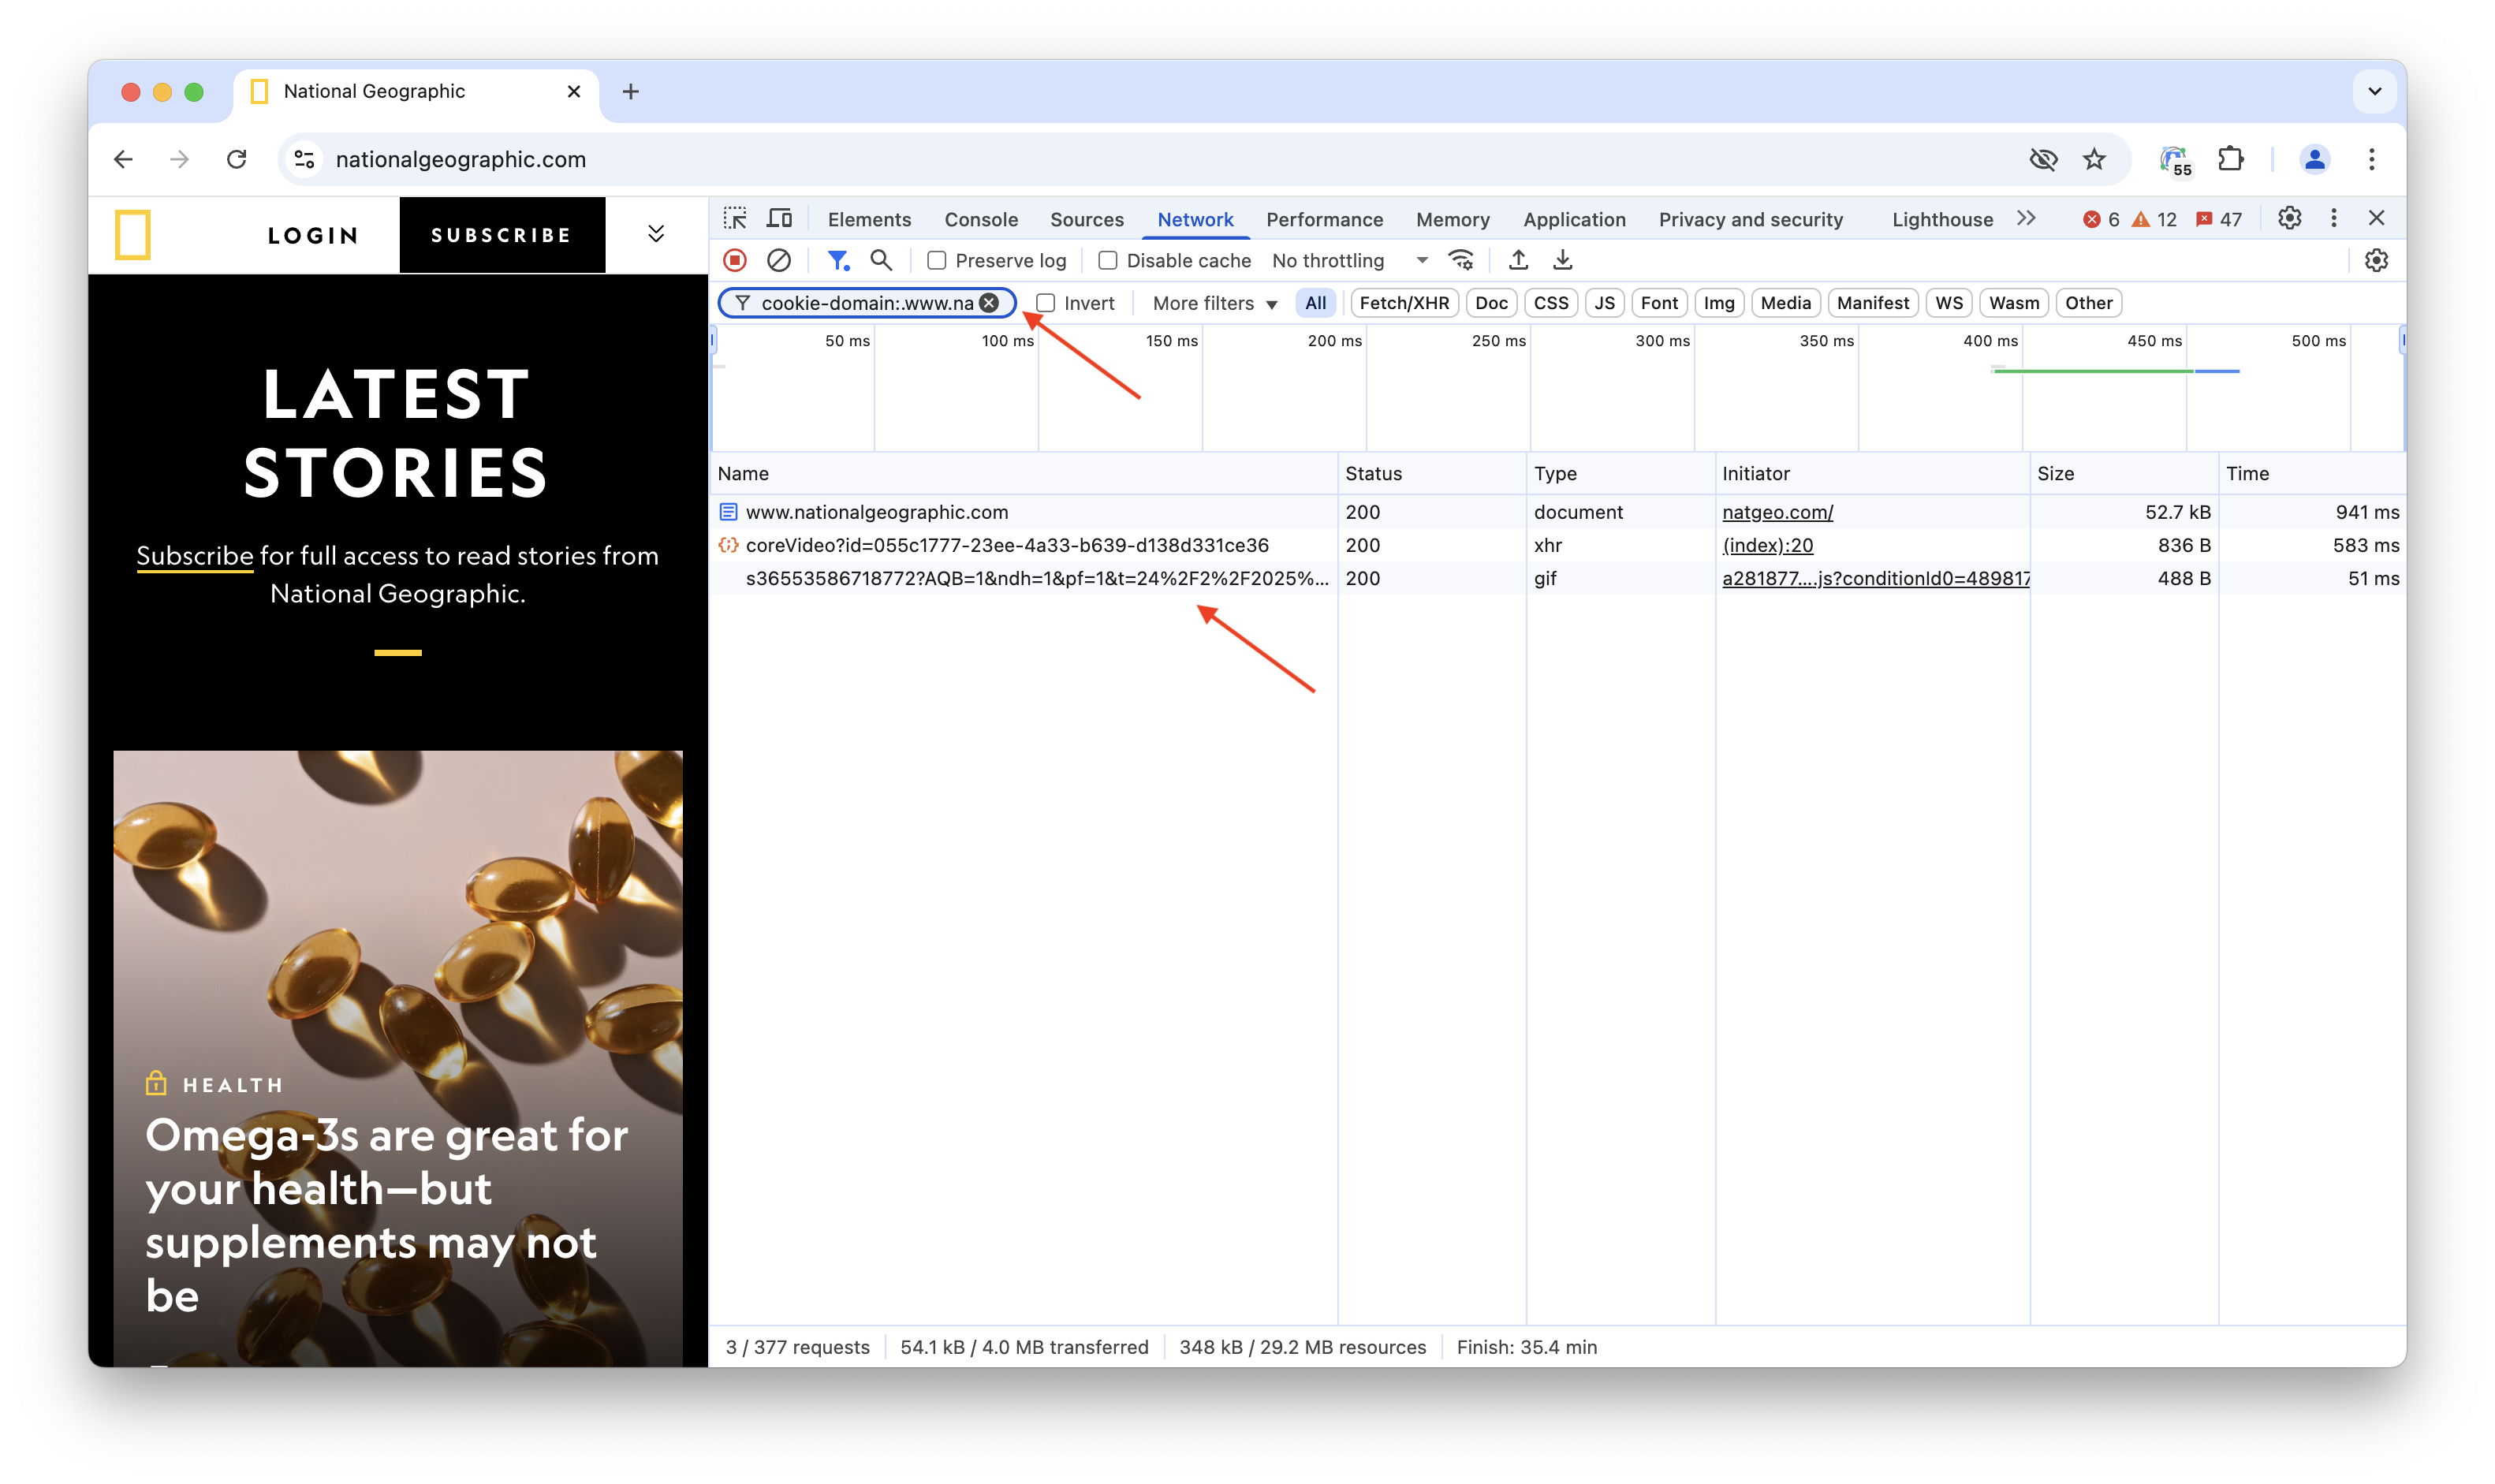 National Geographic
nationalgeographic.com
55
LOGIN
SUBSCRIBE
Elements Console Sources Network Performance Memory Application Privacy and security Lighthouse 6 12 47
Preserve log Disable cache No throttling
cookie-domain:.www.na Invert More filters All Fetch/XHR Doc CSS JS Font Img Media Manifest WS Wasm Other
50 ms 100 ms 150 ms 200 ms 250 ms 300 ms 350 ms 400 ms 450 ms 500 ms
Name Status Type Initiator Size Time
www.nationalgeographic.com 200 document natgeo.com/ 52.7 kB 941 ms
coreVideo?id=055c1777-23ee-4a33-b639-d138d331ce36 200 xhr (index):20 836 B 583 ms
s36553586718772?AQB=1&ndh=1&pf=1&t=24%2F2%2F2025%... 200 gif a281877....js?conditionId0=489817 488 B 51 ms
3 / 377 requests 54.1 kB / 4.0 MB transferred 348 kB / 29.2 MB resources Finish: 35.4 min
LATEST
STORIES
Subscribe for full access to read stories from
National Geographic.
HEALTH
Omega-3s are great for
your health—but
supplements may not
be